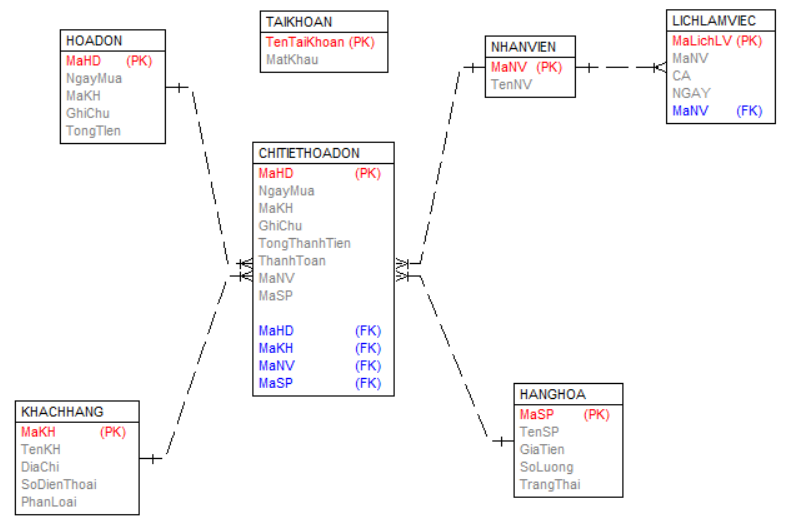 HOADON
MaHD (PK)
NgayMua
MaKH
GhiChu
TongTIen
TAIKHOAN
TenTaiKhoan (PK)
MatKhau
NHANVIEN
MaNV (PK)
TenNV
LICHLAMVIEC
MaLichLV (PK)
MaNV
CA
NGAY
MaNV (FK)
CHITIETHOADON
MaHD (PK)
NgayMua
MaKH
GhiChu
TongThanhTien
ThanhToan
MaNV
MaSP
MaHD (FK)
MaKH (FK)
MaNV (FK)
MaSP (FK)
KHACHHANG
MaKH (PK)
TenKH
DiaChi
SoDienThoai
PhanLoai
HANGHOA
MaSP (PK)
TenSP
GiaTien
SoLuong
TrangThai